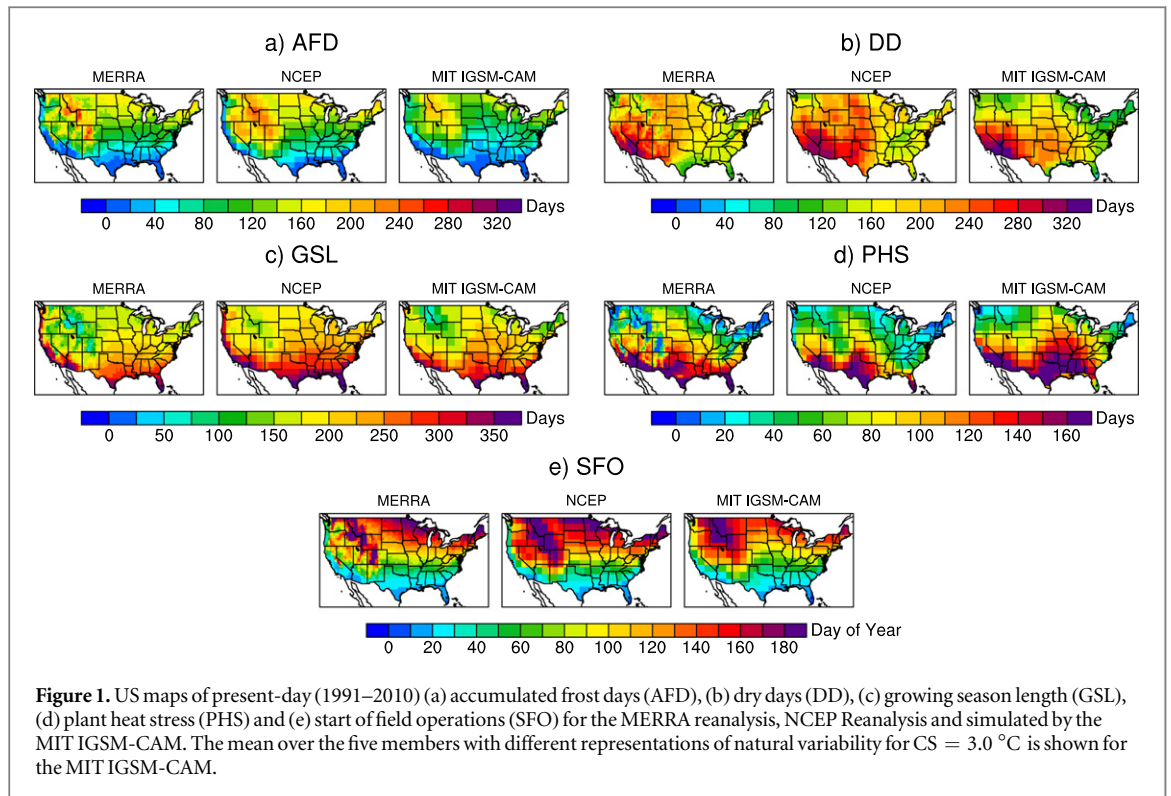 a) AFD
b) DD
MERRA NCEP MIT IGSM-CAM
MERRA NCEP MIT IGSM-CAM
0 40 80 120 160 200 240 280 320 Days
0 40 80 120 160 200 240 280 320 Days
c) GSL
d) PHS
MERRA NCEP MIT IGSM-CAM
MERRA NCEP MIT IGSM-CAM
0 50 100 150 200 250 300 350 Days
0 20 40 60 80 100 120 140 160 Days
e) SFO
MERRA NCEP MIT IGSM-CAM
0 20 40 60 80 100 120 140 160 180 Day of Year
Figure 1. US maps of present-day (1991–2010) (a) accumulated frost days (AFD), (b) dry days (DD), (c) growing season length (GSL),
(d) plant heat stress (PHS) and (e) start of field operations (SFO) for the MERRA reanalysis, NCEP Reanalysis and simulated by the
MIT IGSM-CAM. The mean over the five members with different representations of natural variability for CS = 3.0 °C is shown for
the MIT IGSM-CAM.